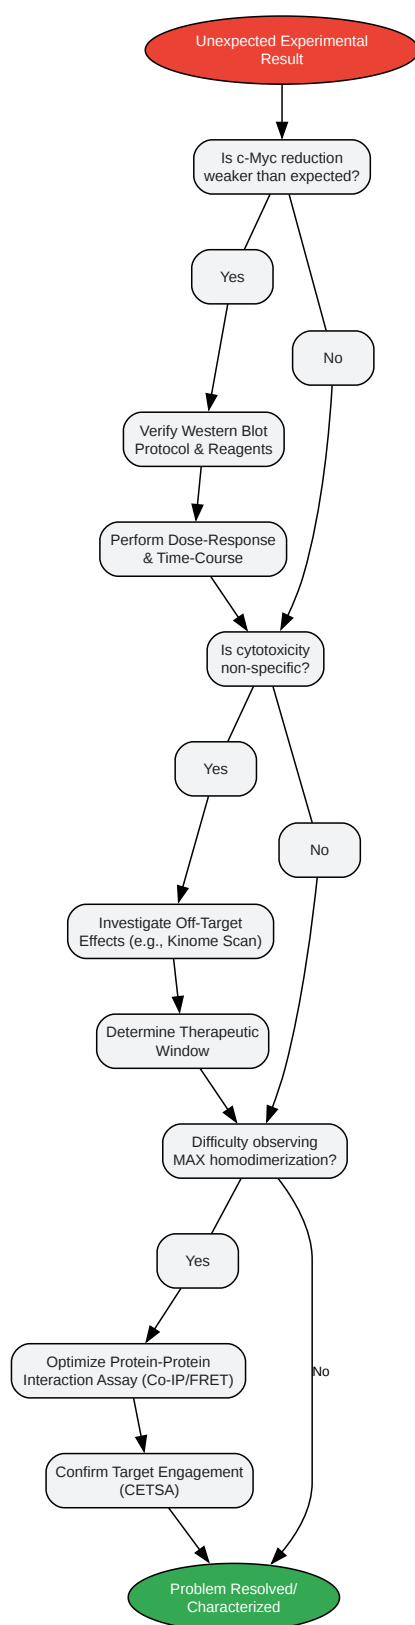 Unexpected Experimental
Result
Is c-Myc reduction
weaker than expected?
Yes
No
Verify Western Blot
Protocol & Reagents
Perform Dose-Response
& Time-Course
Is cytotoxicity
non-specific?
Yes
No
Investigate Off-Target
Effects (e.g., Kinome Scan)
Determine Therapeutic
Window
Difficulty observing
MAX homodimerization?
Yes
No
Optimize Protein-Protein
Interaction Assay (Co-IP/FRET)
Confirm Target Engagement
(CETSA)
Problem Resolved/
Characterized